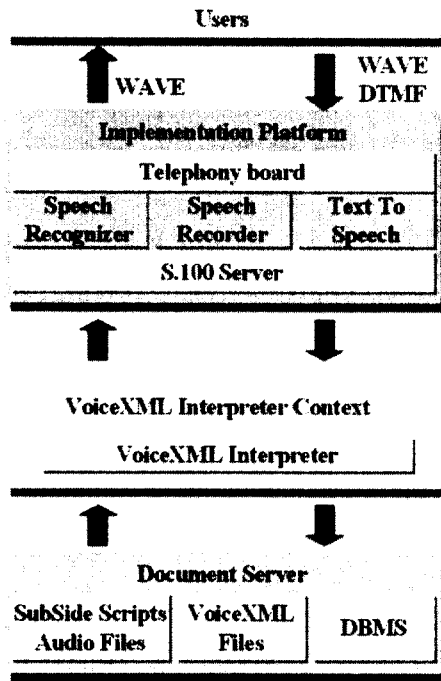 Users
WAVE
WAVE
DTMF
Implementation Platform
Telephony board
Speech
Recognizer
Speech
Recorder
Text To
Speech
S.100 Server
VoiceXML Interpreter Context
VoiceXML Interpreter
Document Server
SubSide Scripts
Audio Files
VoiceXML
Files
DBMS